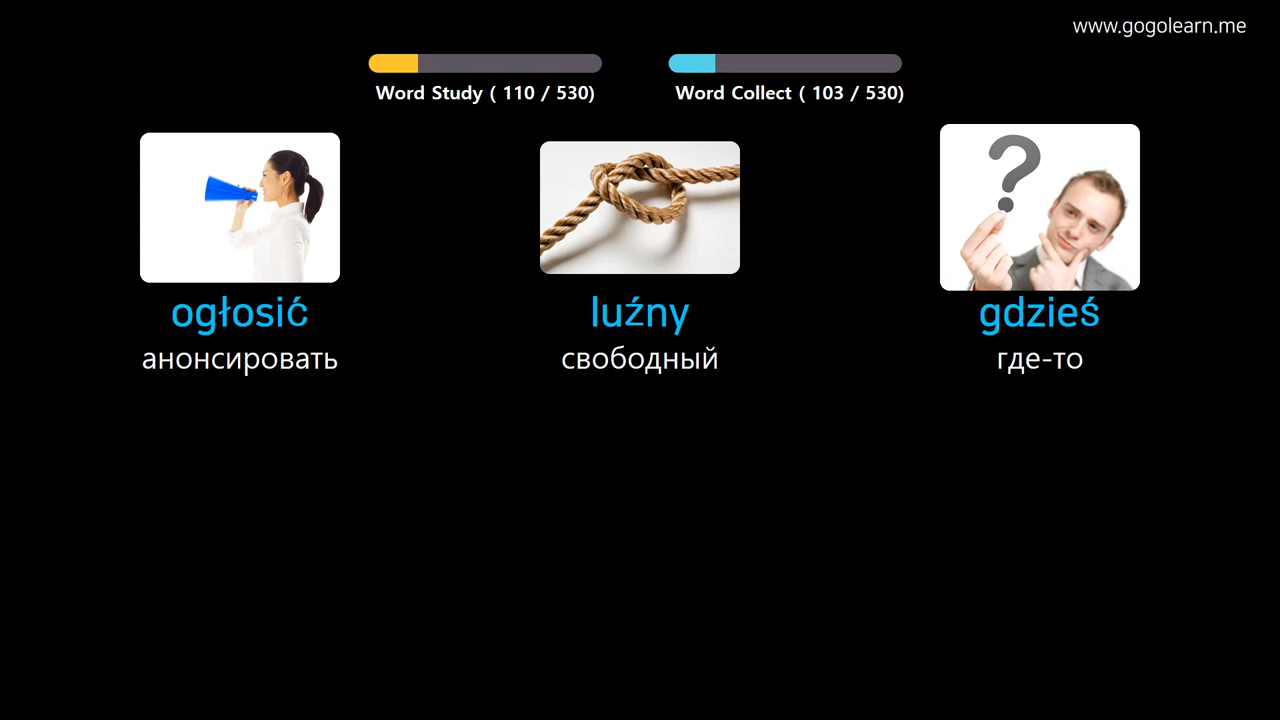 www.gogolearn.me
Word Study ( 110 / 530)
Word Collect ( 103 / 530)
ogłosić
luźny
gdzieś
анонсировать
свободный
где-то